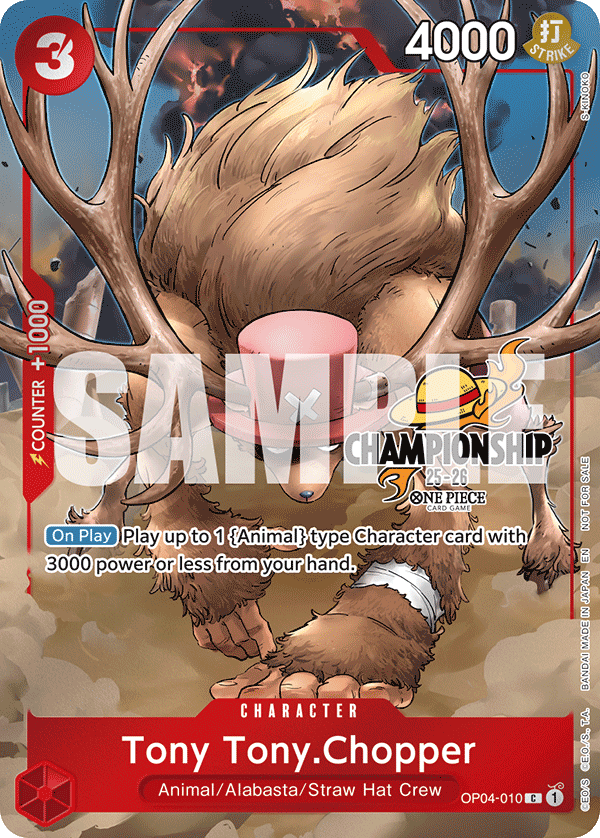 3
4000
打
STRIKE
S-KINOKO
COUNTER +1000
SAMPLE
CHAMPIONSHIP
25-26
ONE PIECE
CARD GAME
On Play Play up to 1 {Animal} type Character card with
3000 power or less from your hand.
CHARACTER
Tony Tony.Chopper
Animal/Alabasta/Straw Hat Crew
OP04-010 C 1
©E.O/S ©E.O./S., T.A. BANDAI MADE IN JAPAN EN NOT FOR SALE